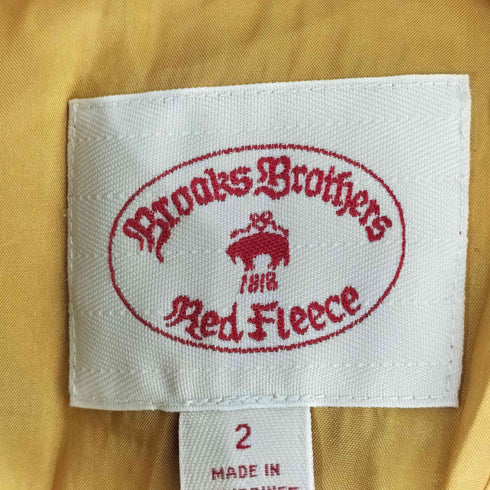 Brooks Brothers
1818
Red Fleece
2
MADE IN